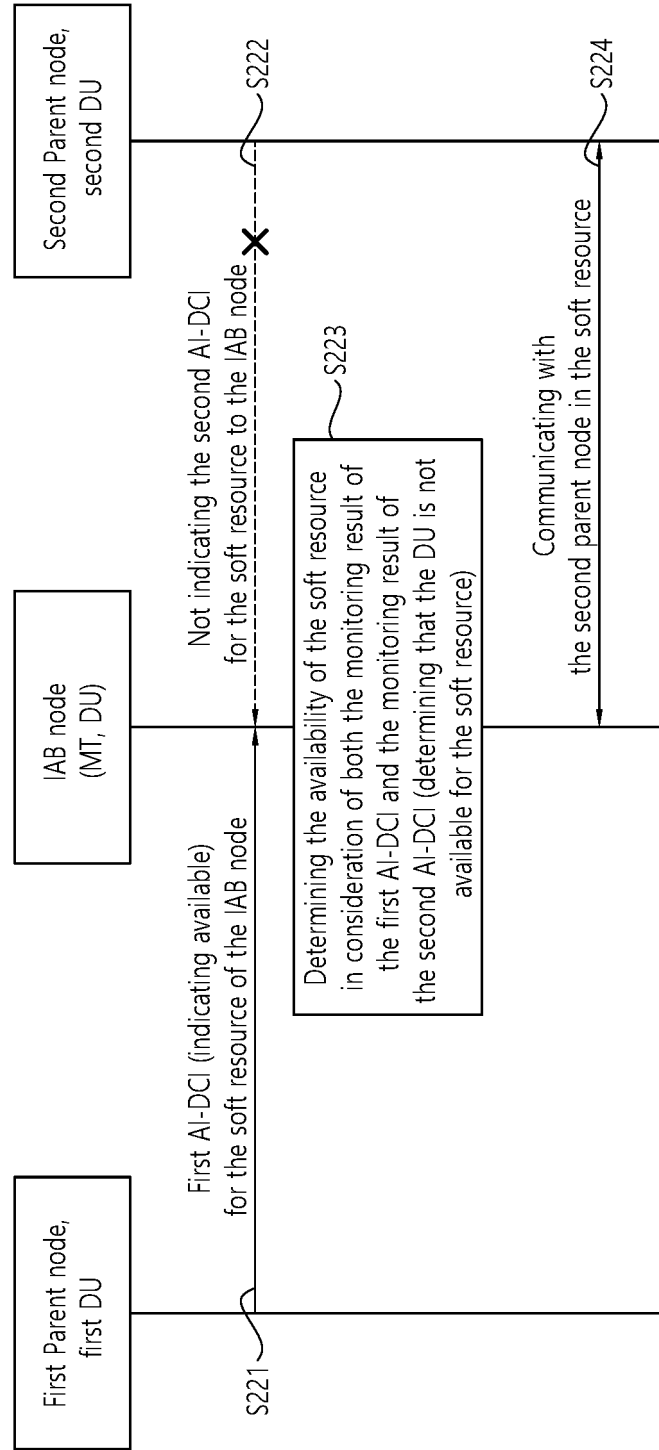 First Parent node,
first DU
IAB node
(MT, DU)
Second Parent node,
second DU
S221
First AI-DCI (indicating available)
for the soft resource of the IAB node
Not indicating the second AI-DCI
for the soft resource to the IAB node
S222
S223
Determining the availability of the soft resource
in consideration of both the monitoring result of
the first AI-DCI and the monitoring result of
the second AI-DCI (determining that the DU is not
available for the soft resource)
Communicating with
the second parent node in the soft resource
S224